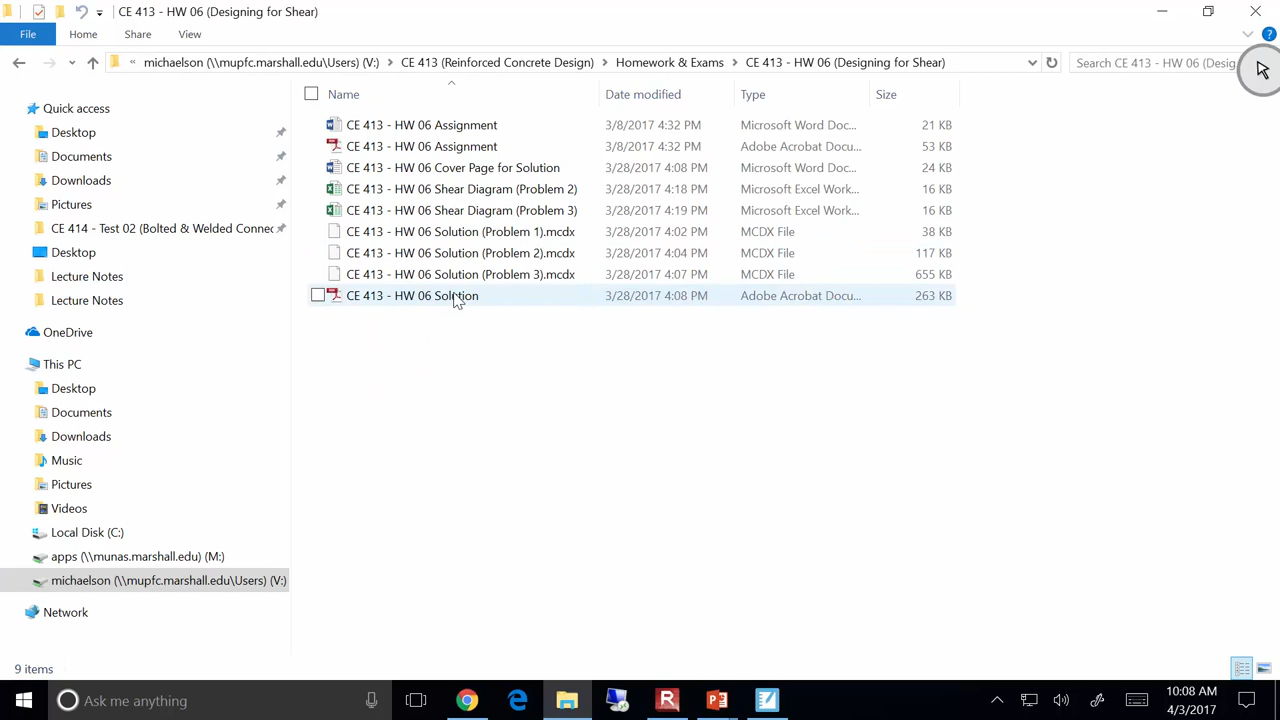 CE 413 - HW 06 (Designing for Shear)
File Home Share View
« michaelson (\\mupfc.marshall.edu\Users) (V:) > CE 413 (Reinforced Concrete Design) > Homework & Exams > CE 413 - HW 06 (Designing for Shear)
Search CE 413 - HW 06 (Desig
Name Date modified Type Size
CE 413 - HW 06 Assignment 3/8/2017 4:32 PM Microsoft Word Doc... 21 KB
CE 413 - HW 06 Assignment 3/8/2017 4:32 PM Adobe Acrobat Docu... 53 KB
CE 413 - HW 06 Cover Page for Solution 3/28/2017 4:08 PM Microsoft Word Doc... 24 KB
CE 413 - HW 06 Shear Diagram (Problem 2) 3/28/2017 4:18 PM Microsoft Excel Work... 16 KB
CE 413 - HW 06 Shear Diagram (Problem 3) 3/28/2017 4:19 PM Microsoft Excel Work... 16 KB
CE 413 - HW 06 Solution (Problem 1).mcdx 3/28/2017 4:02 PM MCDX File 38 KB
CE 413 - HW 06 Solution (Problem 2).mcdx 3/28/2017 4:04 PM MCDX File 117 KB
CE 413 - HW 06 Solution (Problem 3).mcdx 3/28/2017 4:07 PM MCDX File 655 KB
CE 413 - HW 06 Solution 3/28/2017 4:08 PM Adobe Acrobat Docu... 263 KB
Quick access
Desktop
Documents
Downloads
Pictures
CE 414 - Test 02 (Bolted & Welded Connec
Desktop
Lecture Notes
Lecture Notes
OneDrive
This PC
Desktop
Documents
Downloads
Music
Pictures
Videos
Local Disk (C:)
apps (\\munas.marshall.edu) (M:)
michaelson (\\mupfc.marshall.edu\Users) (V:)
Network
9 items
Ask me anything
10:08 AM
4/3/2017